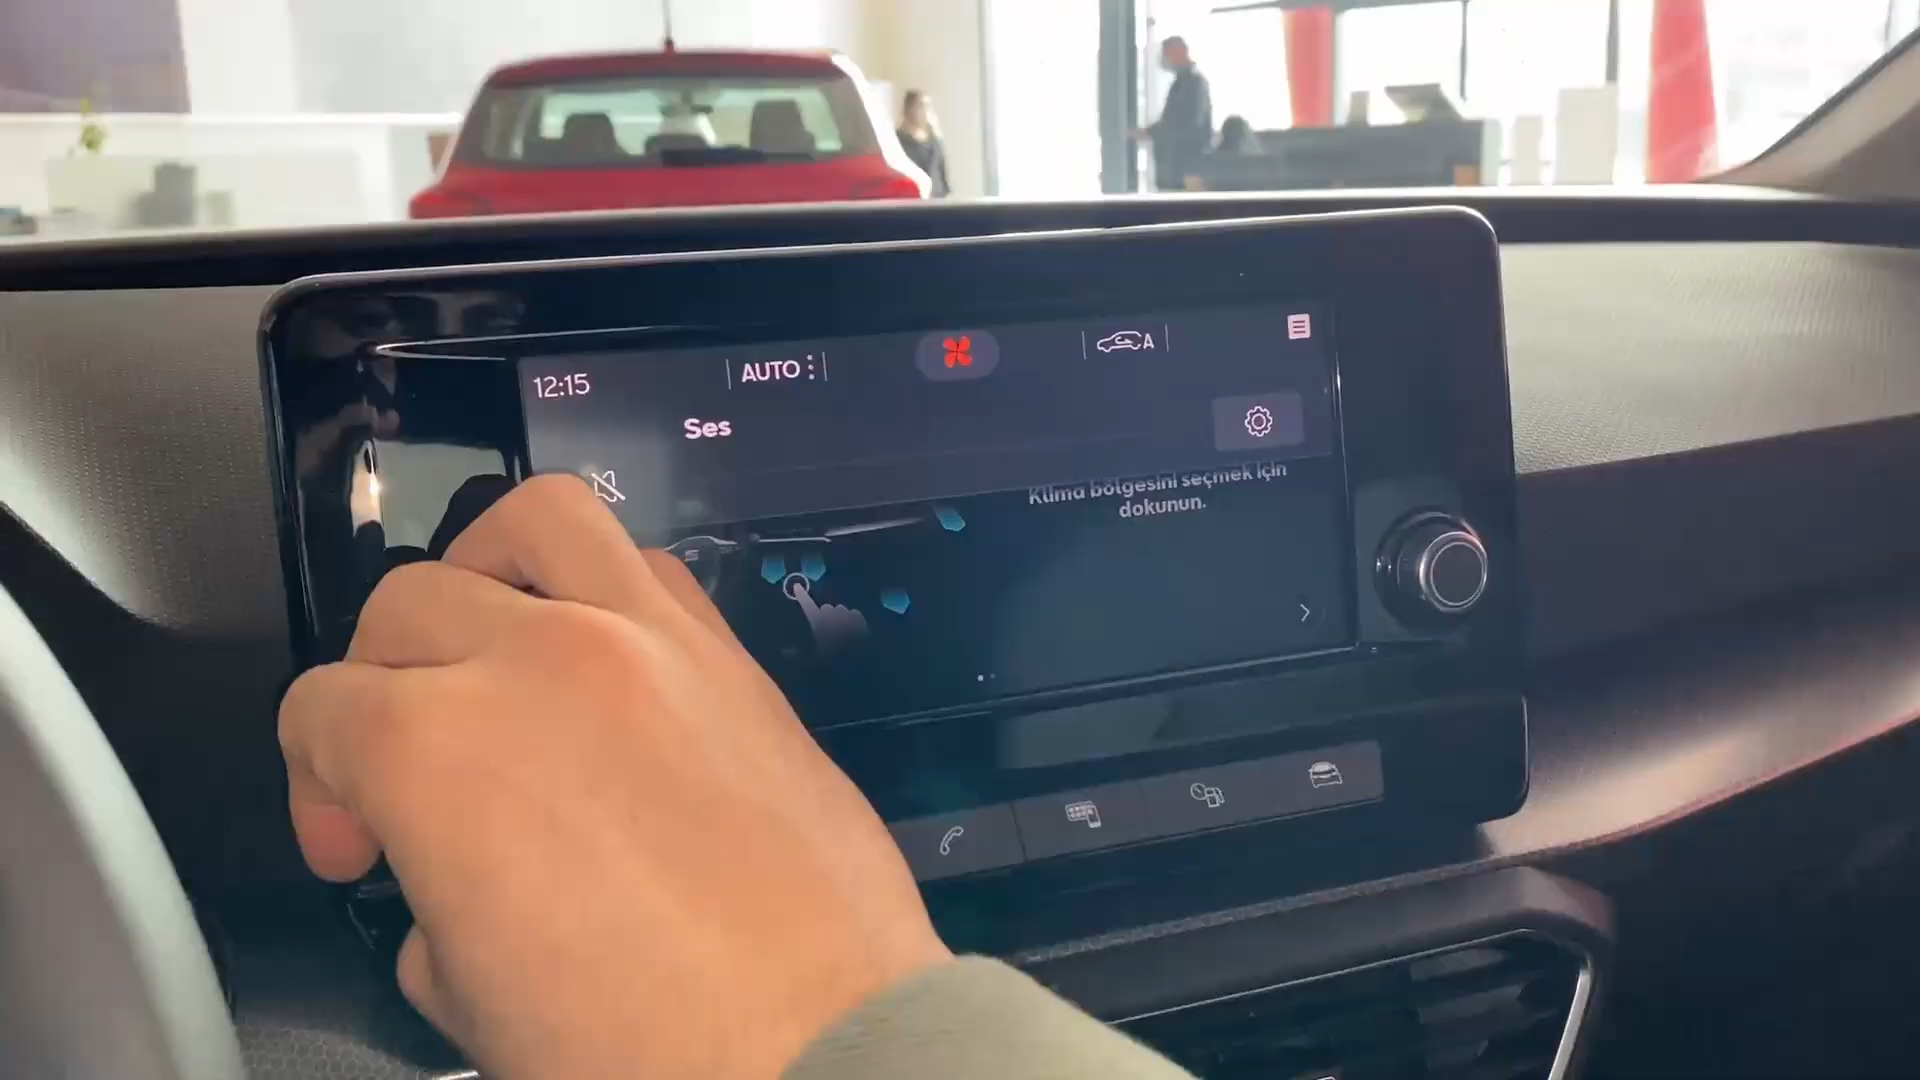 12:15
AUTO
A
Ses
Klima bölgesini seçmek için
dokunun.